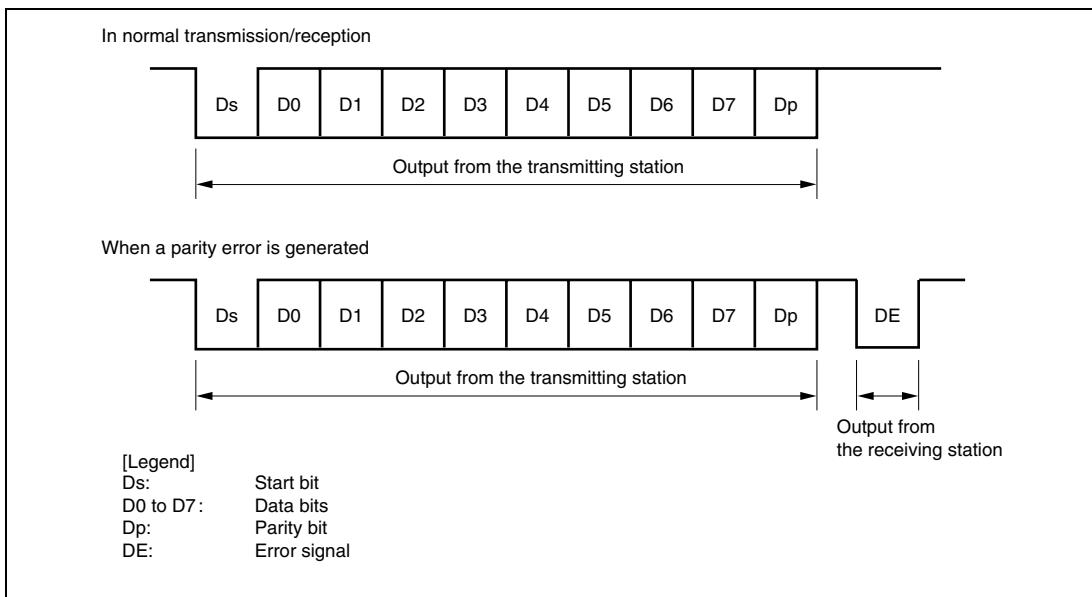 In normal transmission/reception
Ds D0 D1 D2 D3 D4 D5 D6 D7 Dp
Output from the transmitting station
When a parity error is generated
Ds D0 D1 D2 D3 D4 D5 D6 D7 Dp DE
Output from the transmitting station
Output from
the receiving station
[Legend]
Ds: Start bit
D0 to D7: Data bits
Dp: Parity bit
DE: Error signal